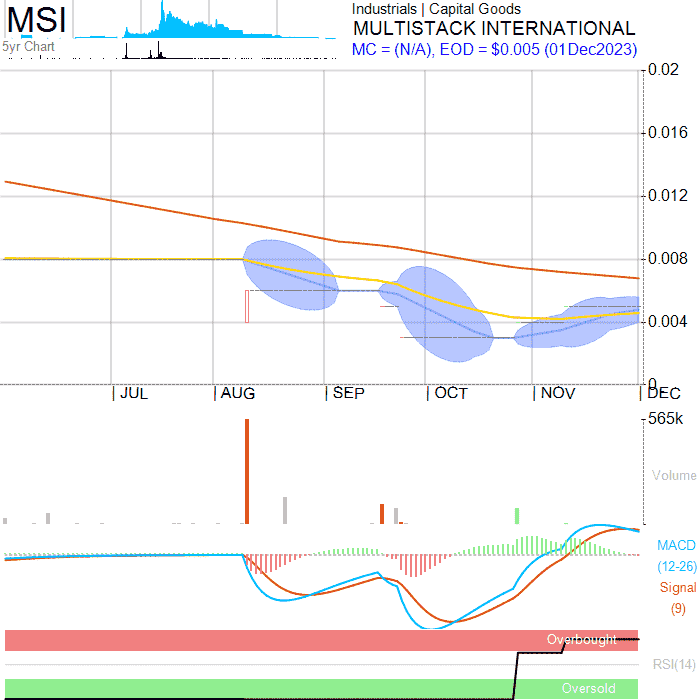 MSI
5yr Chart
Industrials | Capital Goods
MULTISTACK INTERNATIONAL
MC = (N/A), EOD = $0.005 (01Dec2023)
0.02
0.016
0.012
0.008
0.004
0
JUL AUG SEP OCT NOV DEC
565k
Volume
MACD
(12-26)
Signal
(9)
Overbought
RSI(14)
Oversold